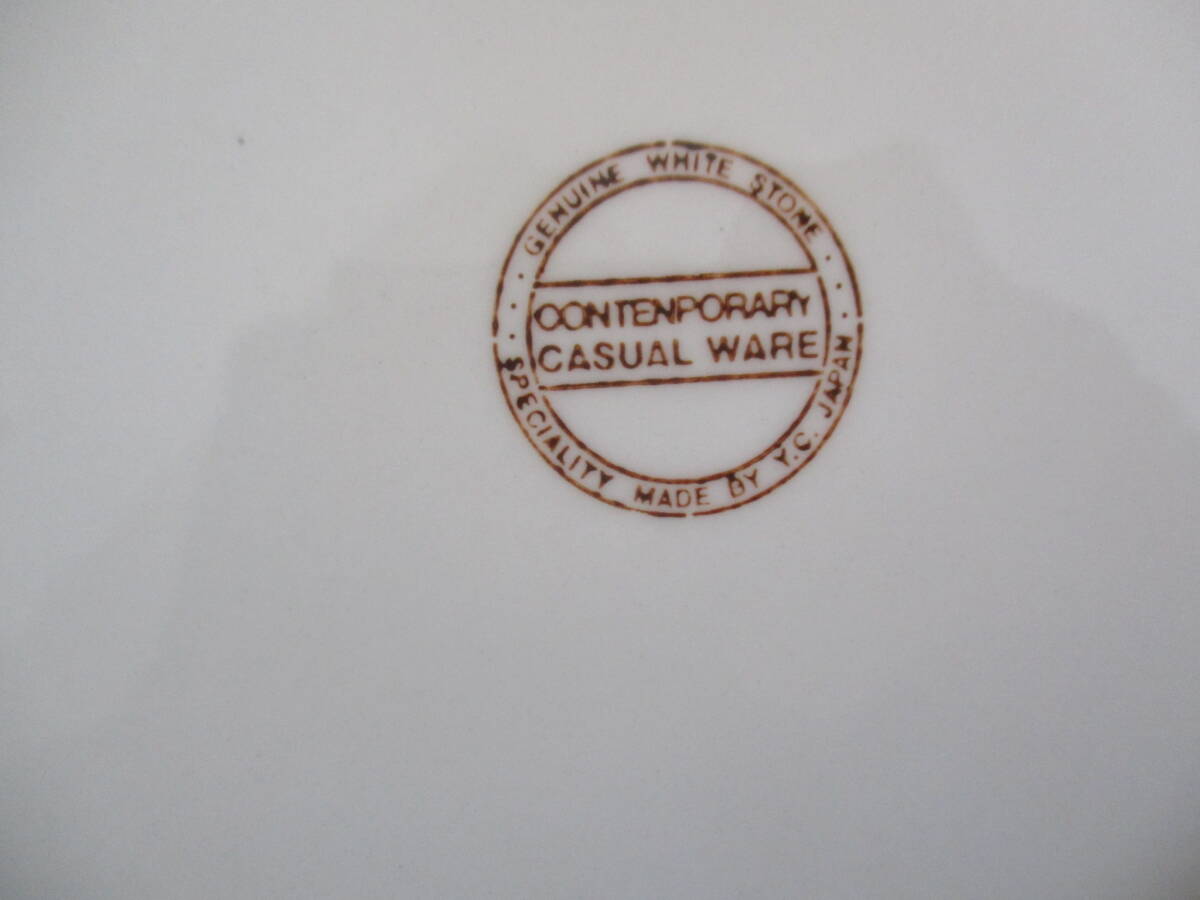 GENUINE WHITE STONE
CONTENPORARY
CASUAL WARE
SPECIALITY MADE BY Y.C. JAPAN